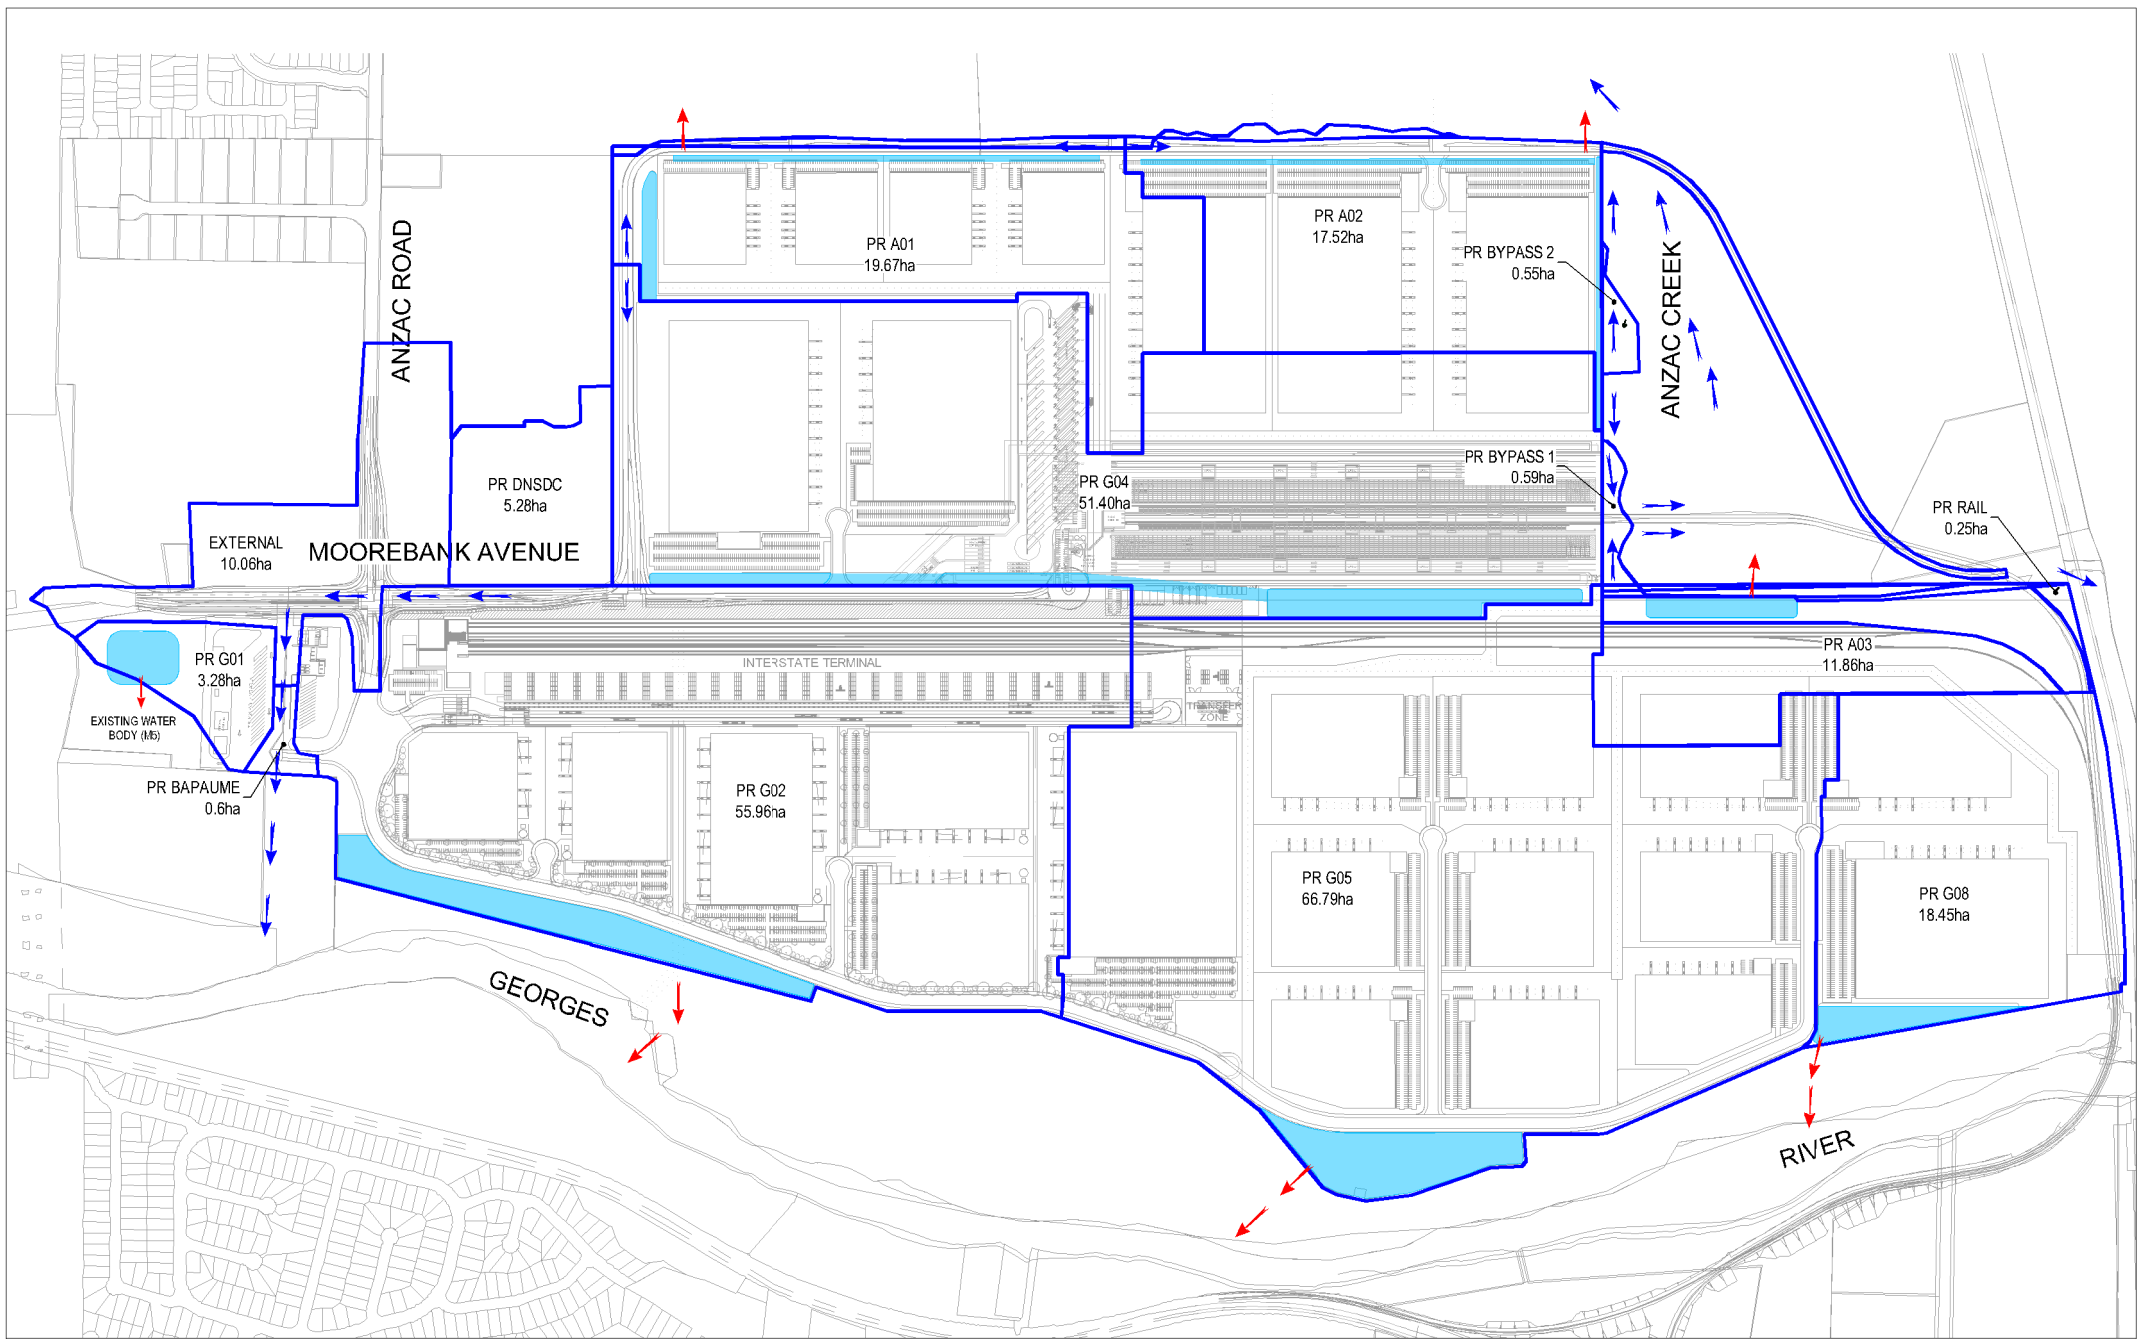 ANZAC ROAD
PR A01
19.67ha
PR A02
17.52ha
PR BYPASS 2
0.55ha
ANZAC CREEK
PR DNSDC
5.28ha
PR G04
51.40ha
PR BYPASS 1
0.59ha
PR RAIL
0.25ha
EXTERNAL
10.06ha
MOOREBANK AVENUE
PR G01
3.28ha
INTERSTATE TERMINAL
PR A03
11.86ha
EXISTING WATER
BODY (M5)
TRANSFER
ZONE
PR BAPAUME
0.6ha
PR G02
55.96ha
PR G05
66.79ha
PR G08
18.45ha
GEORGES
RIVER